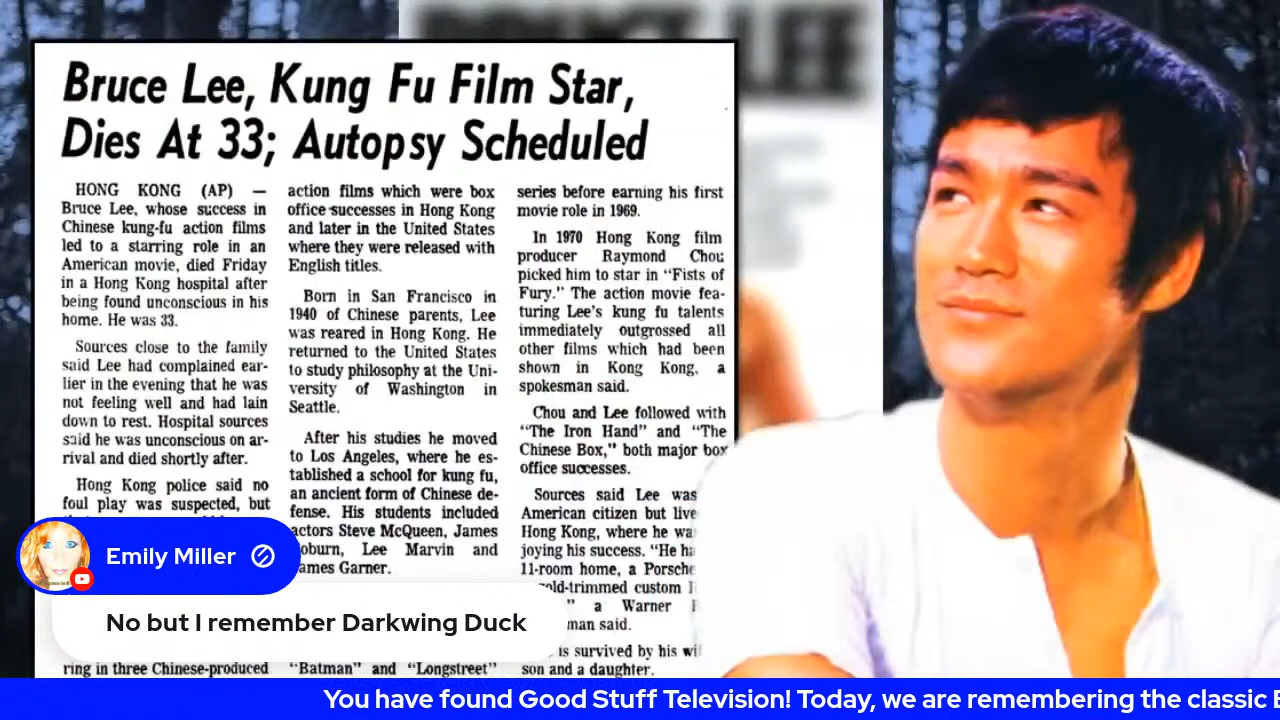 Bruce Lee, Kung Fu Film Star,
Dies At 33; Autopsy Scheduled
HONG KONG (AP) —
Bruce Lee, whose success in
Chinese kung-fu action films
led to a starring role in an
American movie, died Friday
in a Hong Kong hospital after
being found unconscious in his
home. He was 33.
Sources close to the family
said Lee had complained ear-
lier in the evening that he was
not feeling well and had lain
down to rest. Hospital sources
said he was unconscious on ar-
rival and died shortly after.
Hong Kong police said no
foul play was suspected, but
ring in three Chinese-produced
action films which were box
office successes in Hong Kong
and later in the United States
where they were released with
English titles.
Born in San Francisco in
1940 of Chinese parents, Lee
was reared in Hong Kong. He
returned to the United States
to study philosophy at the Uni-
versity of Washington in
Seattle.
After his studies he moved
to Los Angeles, where he es-
tablished a school for kung fu,
an ancient form of Chinese de-
fense. His students included
actors Steve McQueen, James
oburn, Lee Marvin and
ames Garner.
"Batman" and "Longstreet"
series before earning his first
movie role in 1969.
In 1970 Hong Kong film
producer Raymond Chou
picked him to star in "Fists of
Fury." The action movie fea-
turing Lee's kung fu talents
immediately outgrossed all
other films which had been
shown in Kong Kong, a
spokesman said.
Chou and Lee followed with
"The Iron Hand" and "The
Chinese Box," both major box
office successes.
Sources said Lee was
American citizen but live
Hong Kong, where he wa
joying his success. "He ha
11-room home, a Porsche
old-trimmed custom
" a Warner
man said.
is survived by his wi
son and a daughter.
Emily Miller
No but I remember Darkwing Duck
You have found Good Stuff Television! Today, we are remembering the classic